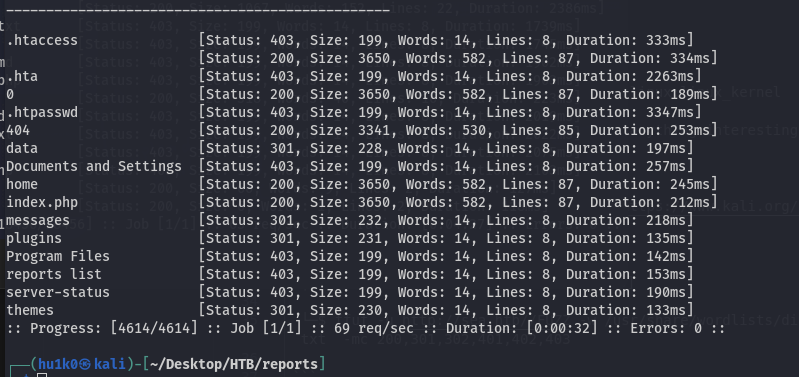 .htaccess [Status: 403, Size: 199, Words: 14, Lines: 8, Duration: 333ms]
[Status: 200, Size: 3650, Words: 582, Lines: 87, Duration: 334ms]
.hta [Status: 403, Size: 199, Words: 14, Lines: 8, Duration: 2263ms]
0 [Status: 200, Size: 3650, Words: 582, Lines: 87, Duration: 189ms]
.htpasswd [Status: 403, Size: 199, Words: 14, Lines: 8, Duration: 3347ms]
404 [Status: 200, Size: 3341, Words: 530, Lines: 85, Duration: 253ms]
data [Status: 301, Size: 228, Words: 14, Lines: 8, Duration: 197ms]
Documents and Settings [Status: 403, Size: 199, Words: 14, Lines: 8, Duration: 257ms]
home [Status: 200, Size: 3650, Words: 582, Lines: 87, Duration: 245ms]
index.php [Status: 200, Size: 3650, Words: 582, Lines: 87, Duration: 212ms]
messages [Status: 301, Size: 232, Words: 14, Lines: 8, Duration: 218ms]
plugins [Status: 301, Size: 231, Words: 14, Lines: 8, Duration: 135ms]
Program Files [Status: 403, Size: 199, Words: 14, Lines: 8, Duration: 142ms]
reports list [Status: 403, Size: 199, Words: 14, Lines: 8, Duration: 153ms]
server-status [Status: 403, Size: 199, Words: 14, Lines: 8, Duration: 190ms]
themes [Status: 301, Size: 230, Words: 14, Lines: 8, Duration: 133ms]
:: Progress: [4614/4614] :: Job [1/1] :: 69 req/sec :: Duration: [0:00:32] :: Errors: 0 ::
(hu1k0㉿kali)-[~/Desktop/HTB/reports]